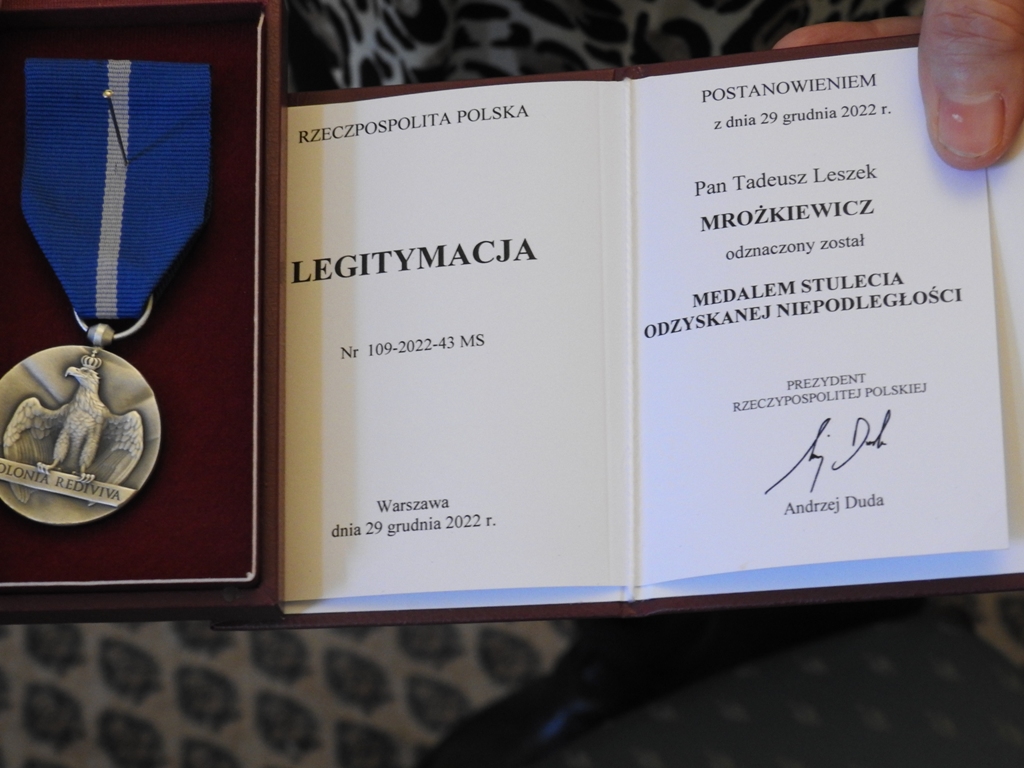 OLONIA REDIVIVA
RZECZPOSPOLITA POLSKA
LEGITYMACJA
Nr 109-2022-43 MS
Warszawa
dnia 29 grudnia 2022 r.
POSTANOWIENIEM
z dnia 29 grudnia 2022 r.
Pan Tadeusz Leszek
MROŻKIEWICZ
odznaczony został
MEDALEM STULECIA
ODZYSKANEJ NIEPODLEGŁOŚCI
PREZYDENT
RZECZYPOSPOLITEJ POLSKIEJ
Andrzej Duda